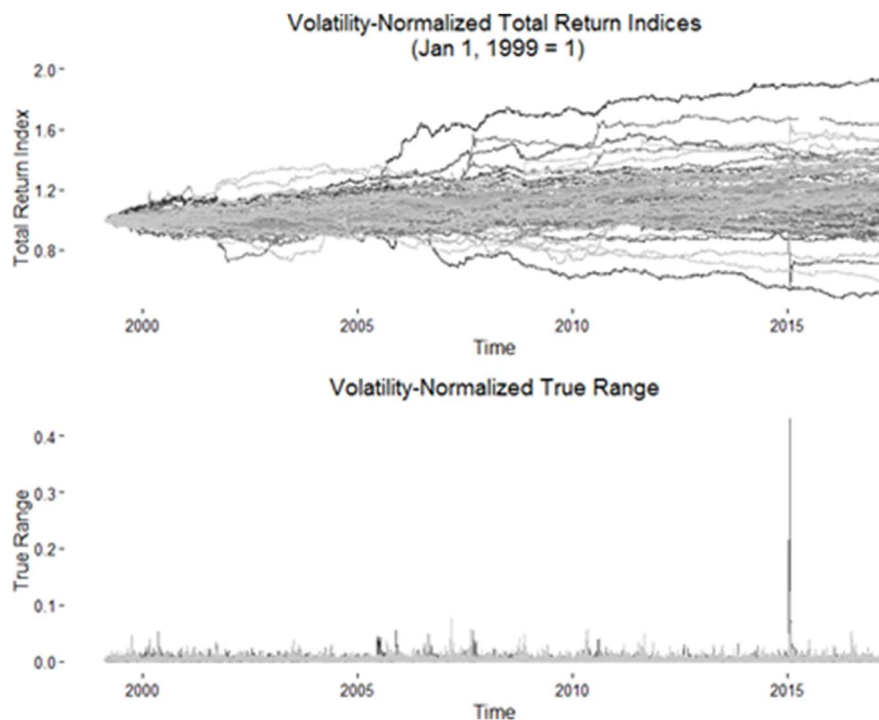 Volatility-Normalized Total Return Indices
(Jan 1, 1999 = 1)
Total Return Index
2.0
1.6
1.2
0.8
2000
2005
2010
2015
Time
Volatility-Normalized True Range
True Range
0.4
0.3
0.2
0.1
0.0
2000
2005
2010
2015
Time